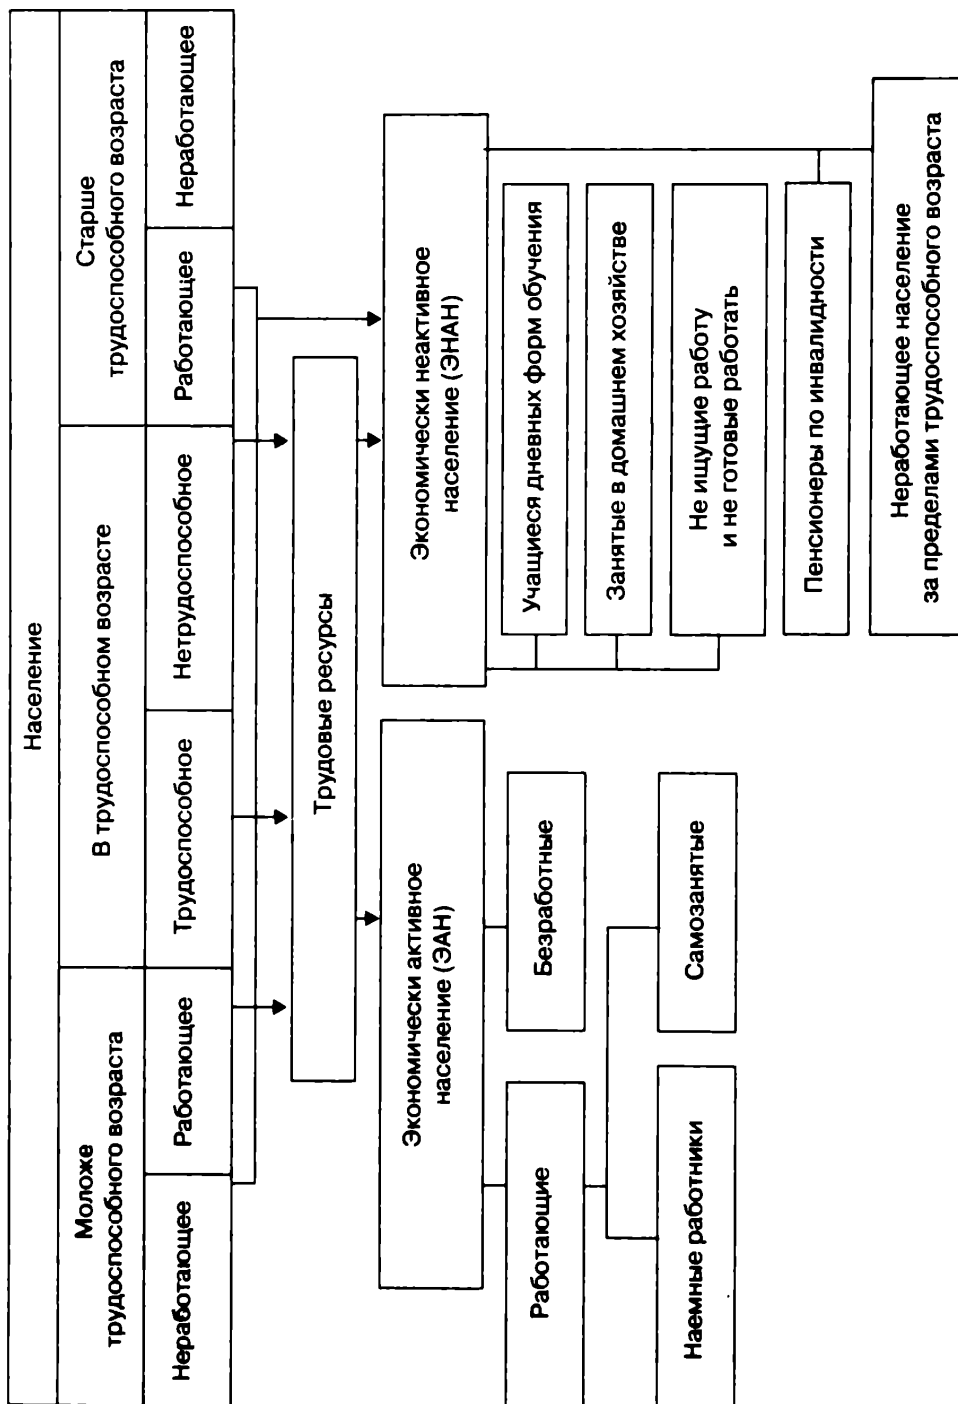 Население
Моложе
трудоспособного возраста
В трудоспособном возрасте
Старше
трудоспособного возраста
Неработающее
Работающее
Трудоспособное
Нетрудоспособное
Работающее
Неработающее
Трудовые ресурсы
Экономически активное
население (ЭАН)
Экономически неактивное
население (ЭНАН)
Работающие
Безработные
Наемные работники
Самозанятые
Учащиеся дневных форм обучения
Занятые в домашнем хозяйстве
Не ищущие работу
и не готовые работать
Пенсионеры по инвалидности
Неработающее население
за пределами трудоспособного возраста